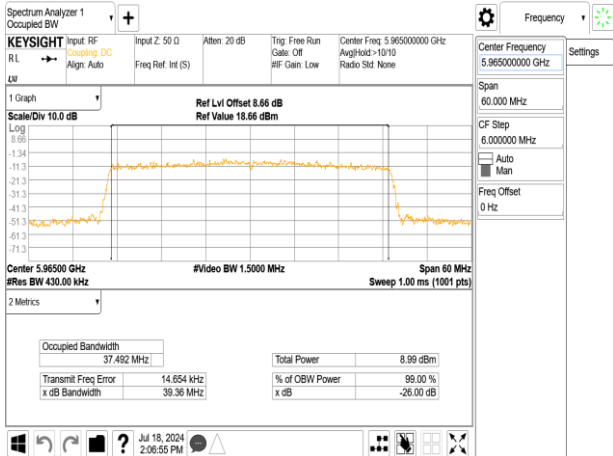 Spectrum Analyzer 1
Occupied BW
KEYSIGHT
RL
Input: RF
Coupling: DC
Align: Auto
Input Z: 50 Ω
Freq Ref: Int (S)
Atten: 20 dB
Trig: Free Run
Gate: Off
#IF Gain: Low
Center Freq: 5.965000000 GHz
Avg|Hold:>10/10
Radio Std: None
LXI
1 Graph
Scale/Div 10.0 dB
Ref Lvl Offset 8.66 dB
Ref Value 18.66 dBm
Log
8.66
-1.34
-11.3
-21.3
-31.3
-41.3
-51.3
-61.3
-71.3
Center 5.96500 GHz
#Res BW 430.00 kHz
#Video BW 1.5000 MHz
Span 60 MHz
Sweep 1.00 ms (1001 pts)
2 Metrics
Occupied Bandwidth
37.492 MHz
Total Power 8.99 dBm
Transmit Freq Error 14.654 kHz
% of OBW Power 99.00 %
x dB Bandwidth 39.36 MHz
x dB -26.00 dB
Jul 18, 2024
2:06:55 PM
Frequency
Settings
Center Frequency
5.965000000 GHz
Span
60.000 MHz
CF Step
6.000000 MHz
Auto
Man
Freq Offset
0 Hz